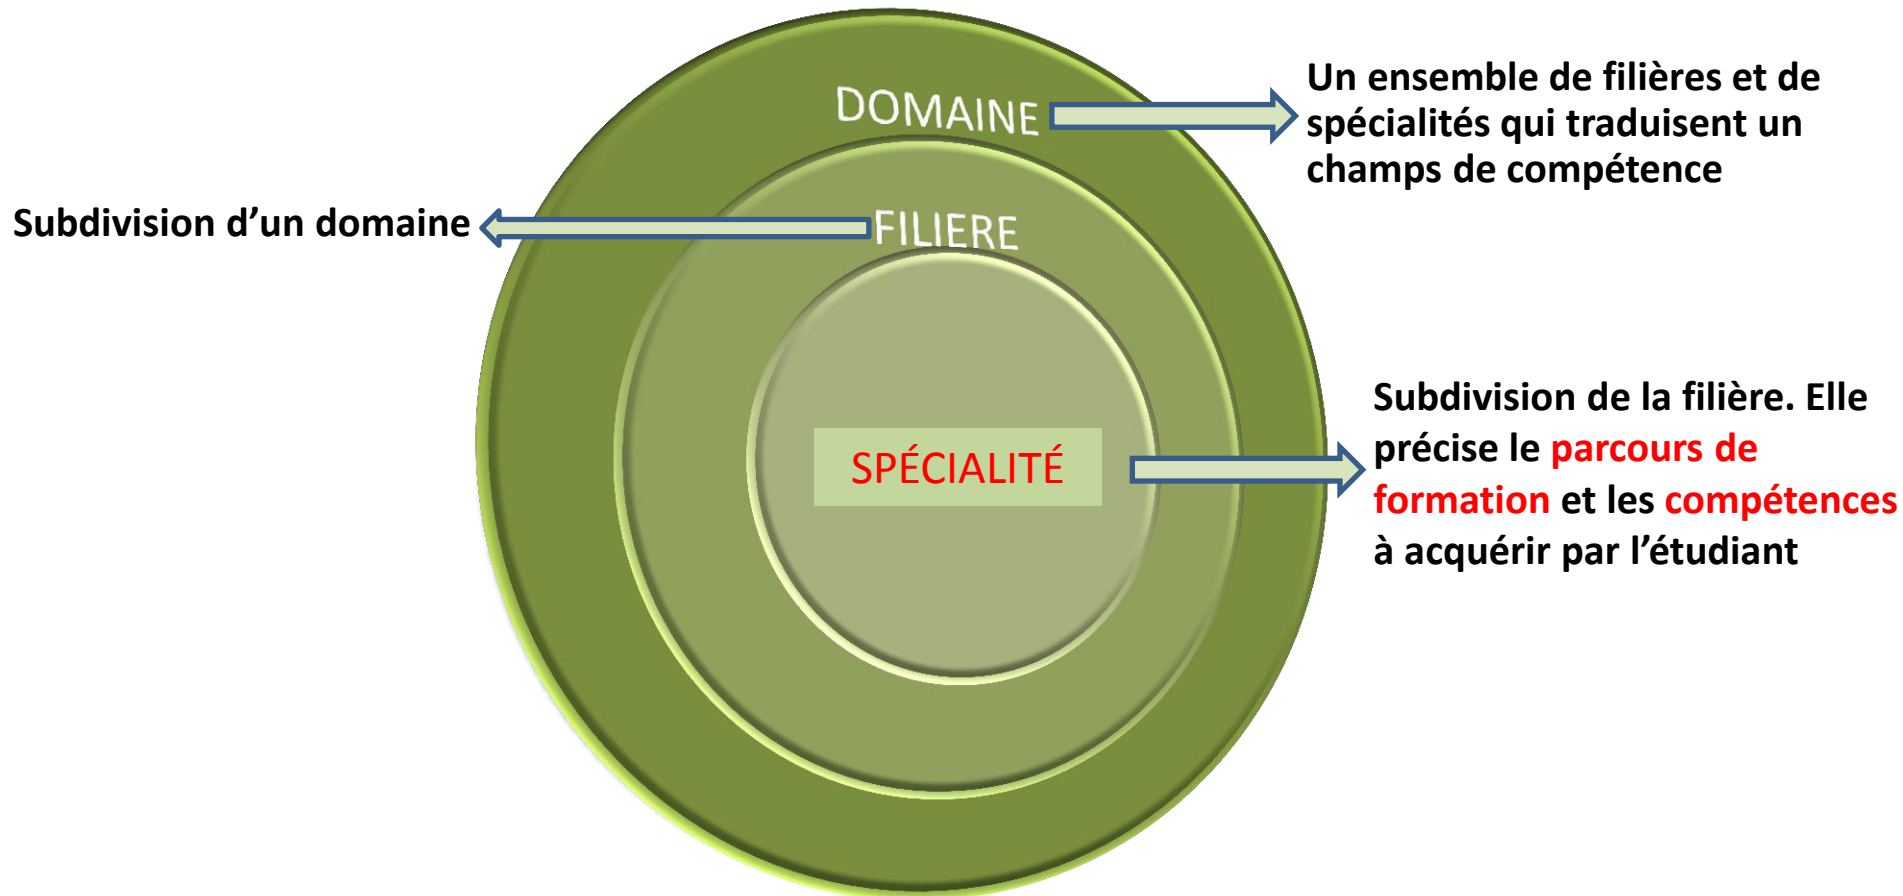 DOMAINE
Un ensemble de filières et de
spécialités qui traduisent un
champs de compétence
Subdivision d’un domaine
FILIERE
SPÉCIALITÉ
Subdivision de la filière. Elle
précise le parcours de
formation et les compétences
à acquérir par l’étudiant